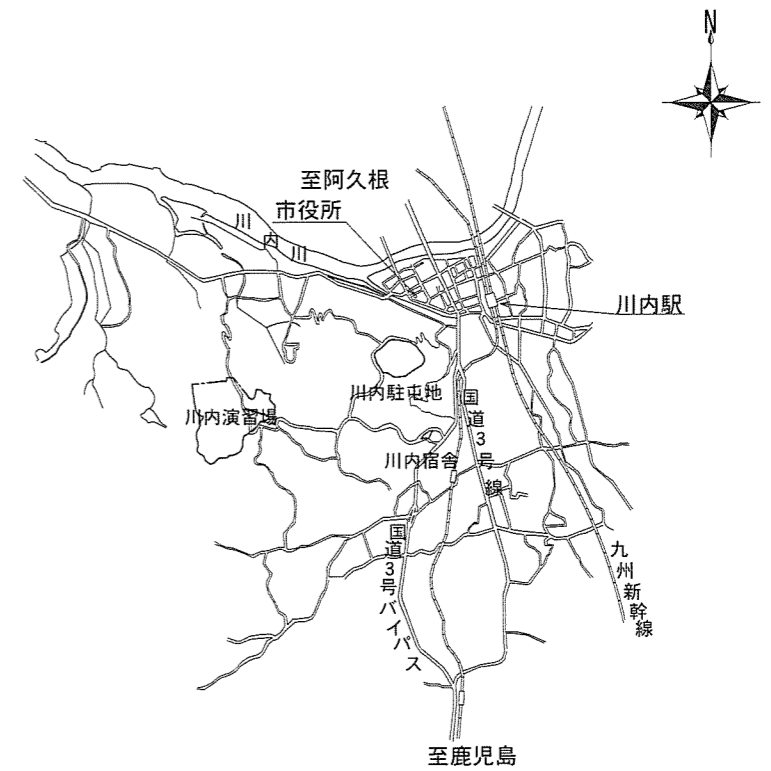 N
至阿久根
市役所
川内川
川内駅
川内駐屯地
国道3号線
川内演習場
川内宿舎
国道3号バイパス
九州新幹線
至鹿児島